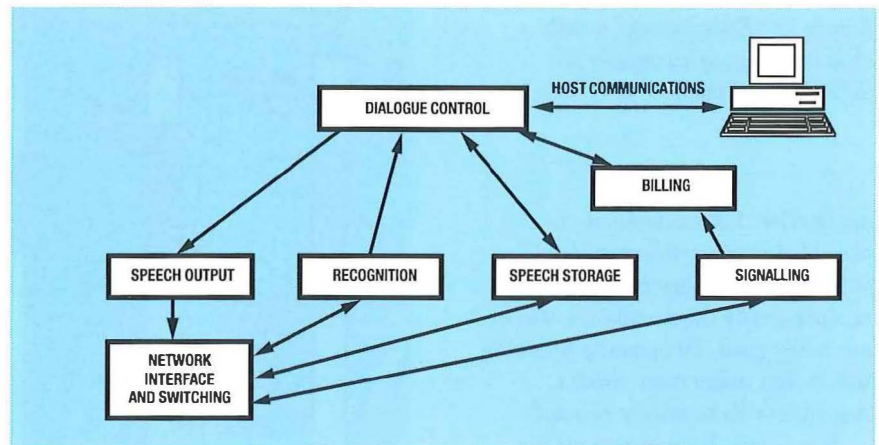 HOST COMMUNICATIONS
DIALOGUE CONTROL
BILLING
SPEECH OUTPUT
RECOGNITION
SPEECH STORAGE
SIGNALLING
NETWORK
INTERFACE
AND SWITCHING